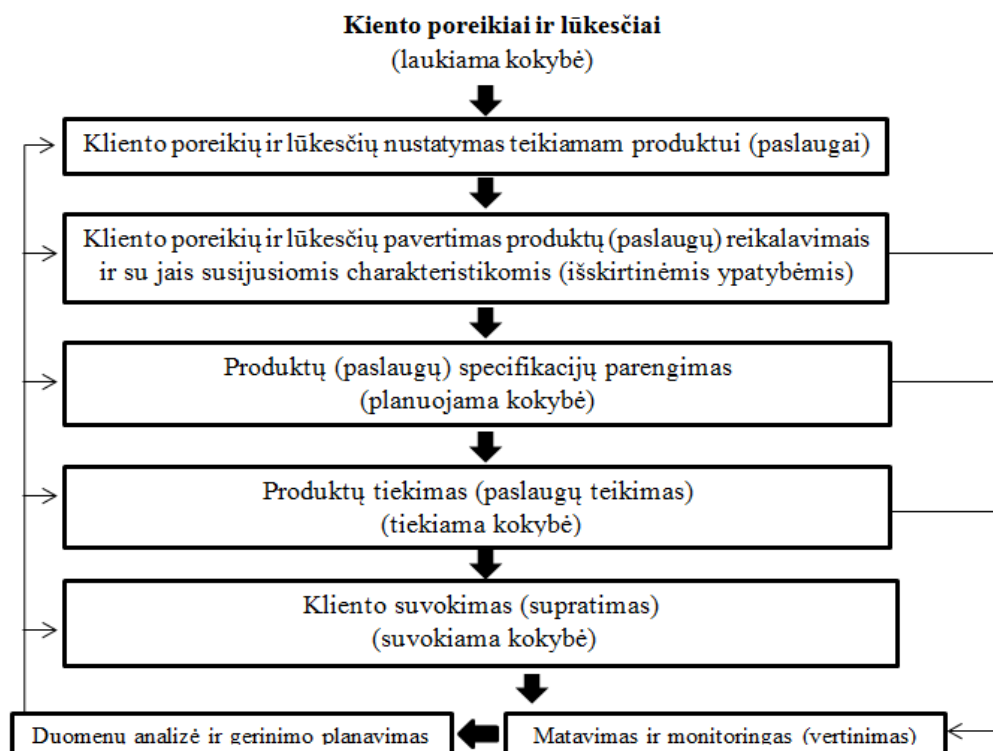 Kiento poreikiai ir lūkesčiai
(laukiama kokybė)
Kliento poreikių ir lūkesčių nustatymas teikiamam produktui (paslaugai)
Kliento poreikių ir lūkesčių pavertimas produktų (paslaugų) reikalavimais
ir su jais susijusiomis charakteristikomis (išskirtinėmis ypatybėmis)
Produktų (paslaugų) specifikacijų parengimas
(planuojama kokybė)
Produktų tiekimas (paslaugų teikimas)
(tiekiama kokybė)
Kliento suvokimas (supratimas)
(suvokiama kokybė)
Duomenų analizė ir gerinimo planavimas
Matavimas ir monitoringas (vertinimas)